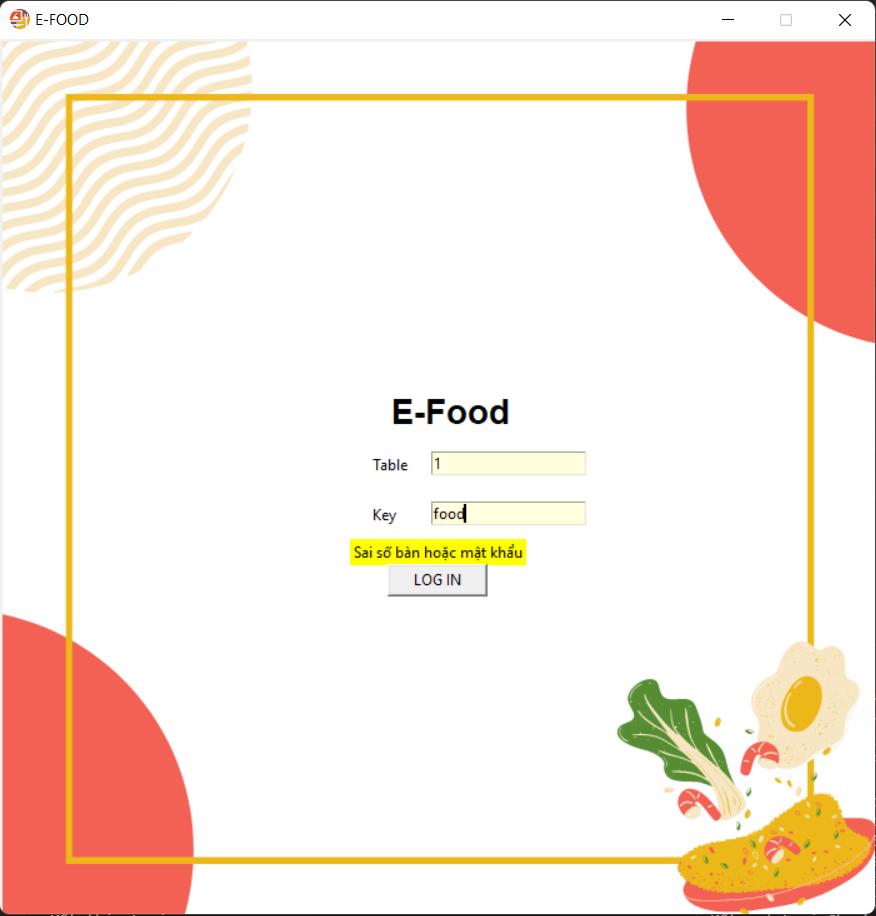 E-FOOD
E-Food
Table 1
Key food
Sai số bàn hoặc mật khẩu
LOG IN